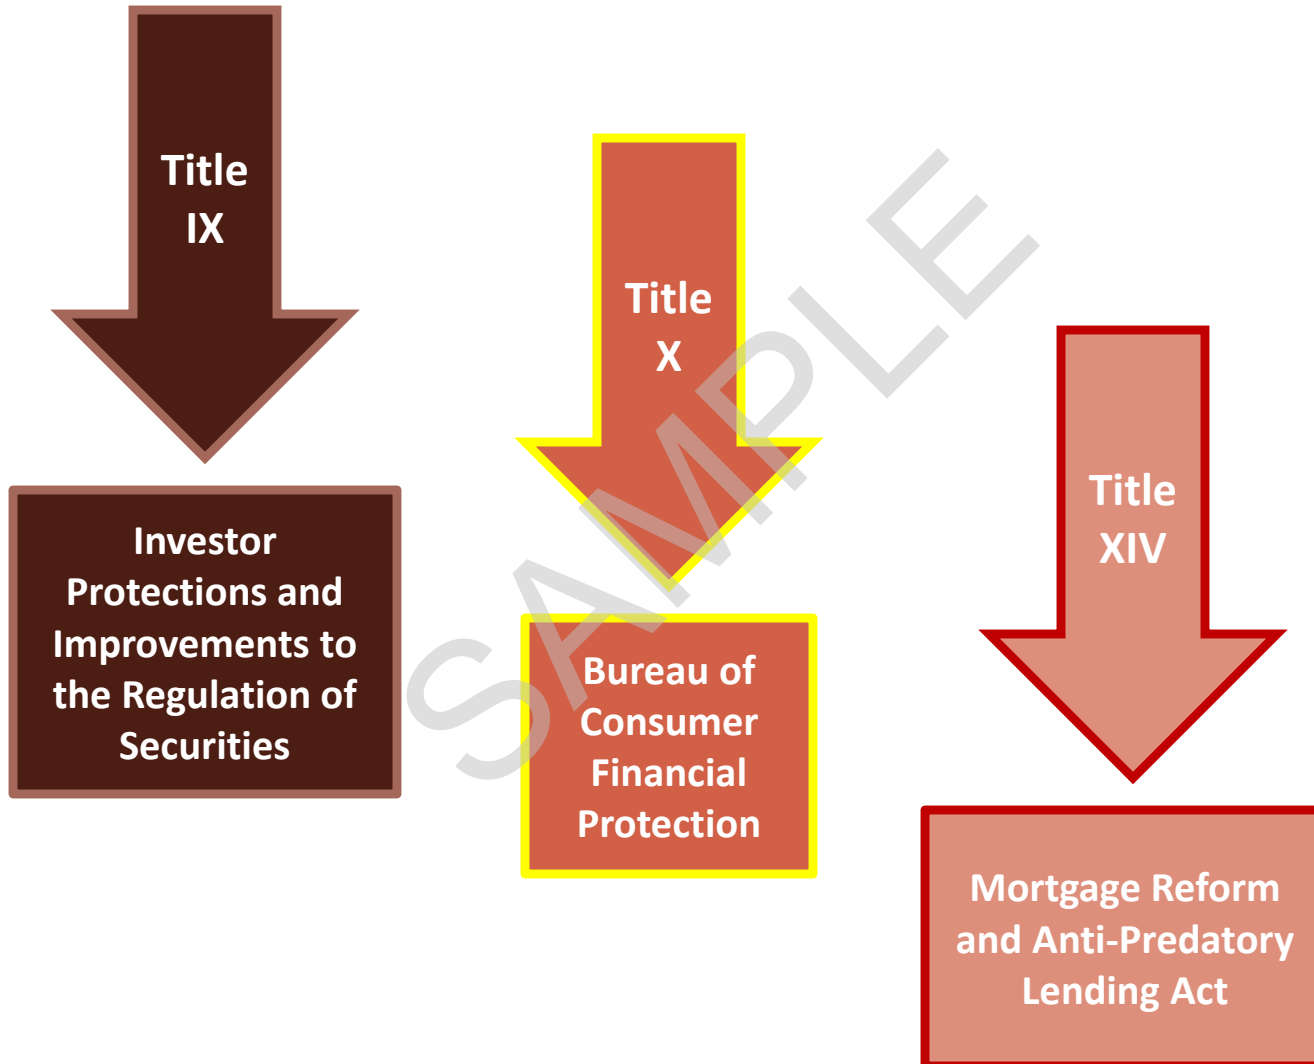 Title
IX
Investor
Protections and
Improvements to
the Regulation of
Securities
Title
X
Bureau of
Consumer
Financial
Protection
Title
XIV
Mortgage Reform
and Anti-Predatory
Lending Act
SAMPLE